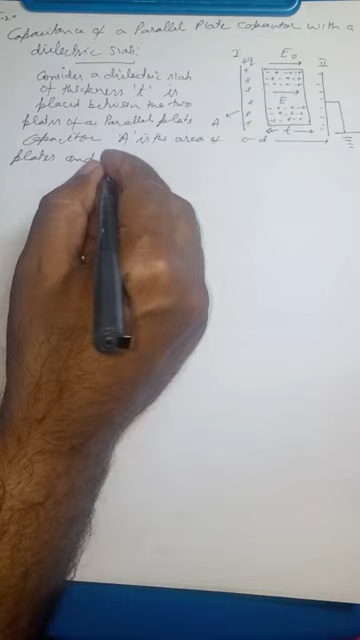 Capacitance of a Parallel Plate Capacitor with a
dielectric slab:
Consider a dielectric slab
of thickness 't' is
placed between the two
plates of a Parallel plate
Capacitor 'A' is the area of
plates and
I
+q
E₀
II
E
A
t
d